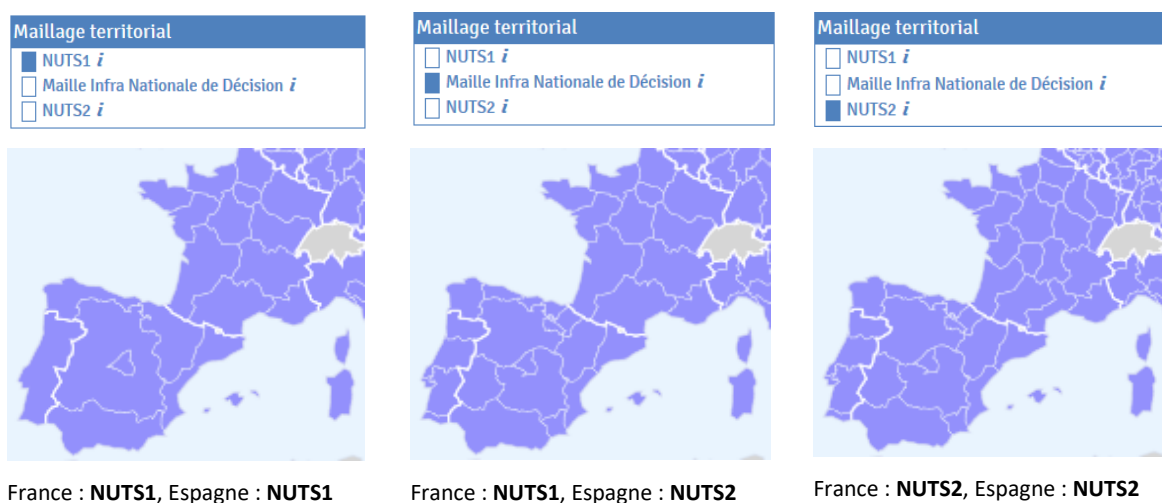 Maillage territorial
NUTS1 i
Maille Infra Nationale de Décision i
NUTS2 i
France : NUTS1, Espagne : NUTS1
Maillage territorial
NUTS1 i
Maille Infra Nationale de Décision i
NUTS2 i
France : NUTS1, Espagne : NUTS2
Maillage territorial
NUTS1 i
Maille Infra Nationale de Décision i
NUTS2 i
France : NUTS2, Espagne : NUTS2